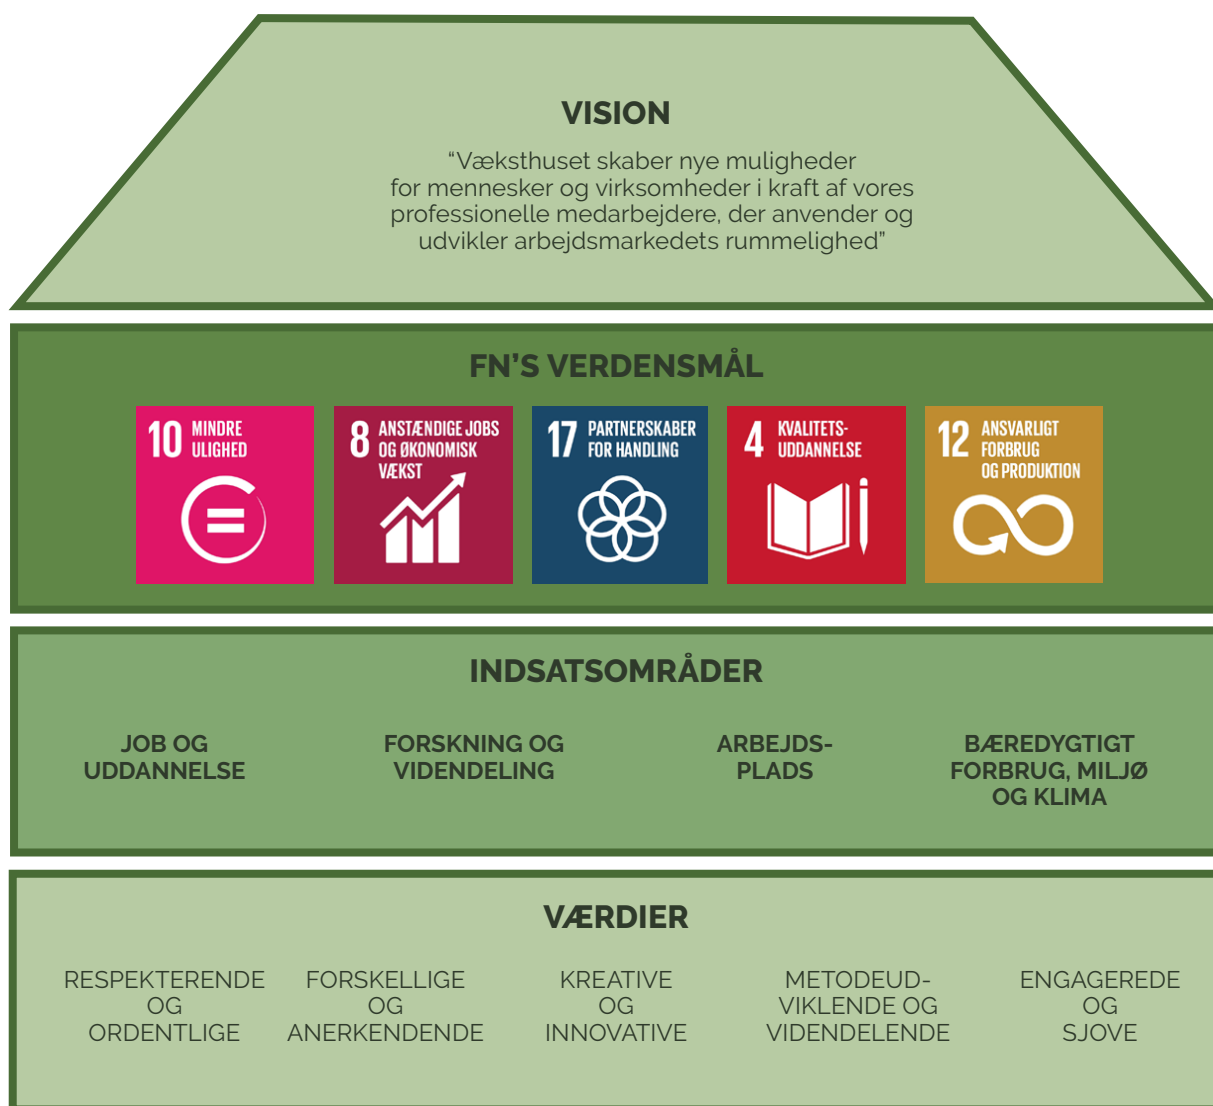 VISION
“Væksthuset skaber nye muligheder
for mennesker og virksomheder i kraft af vores
professionelle medarbejdere, der anvender og
udvikler arbejdsmarkedets rummelighed”
FN’S VERDENSMÅL
10 MINDRE
ULIGHED
8 ANSTÆNDIGE JOBS
OG ØKONOMISK
VÆKST
17 PARTNERSKABER
FOR HANDLING
4 KVALITETS-
UDDANNELSE
12 ANSVARLIGT
FORBRUG
OG PRODUKTION
INDSATSOMRÅDER
JOB OG
UDDANNELSE
FORSKNING OG
VIDENDELING
ARBEJDS-
PLADS
BÆREDYGTIGT
FORBRUG, MILJØ
OG KLIMA
VÆRDIER
RESPEKTERENDE
OG
ORDENTLIGE
FORSKELLIGE
OG
ANERKENDENDE
KREATIVE
OG
INNOVATIVE
METODEUD-
VIKLENDE OG
VIDENDELENDE
ENGAGEREDE
OG
SJOVE